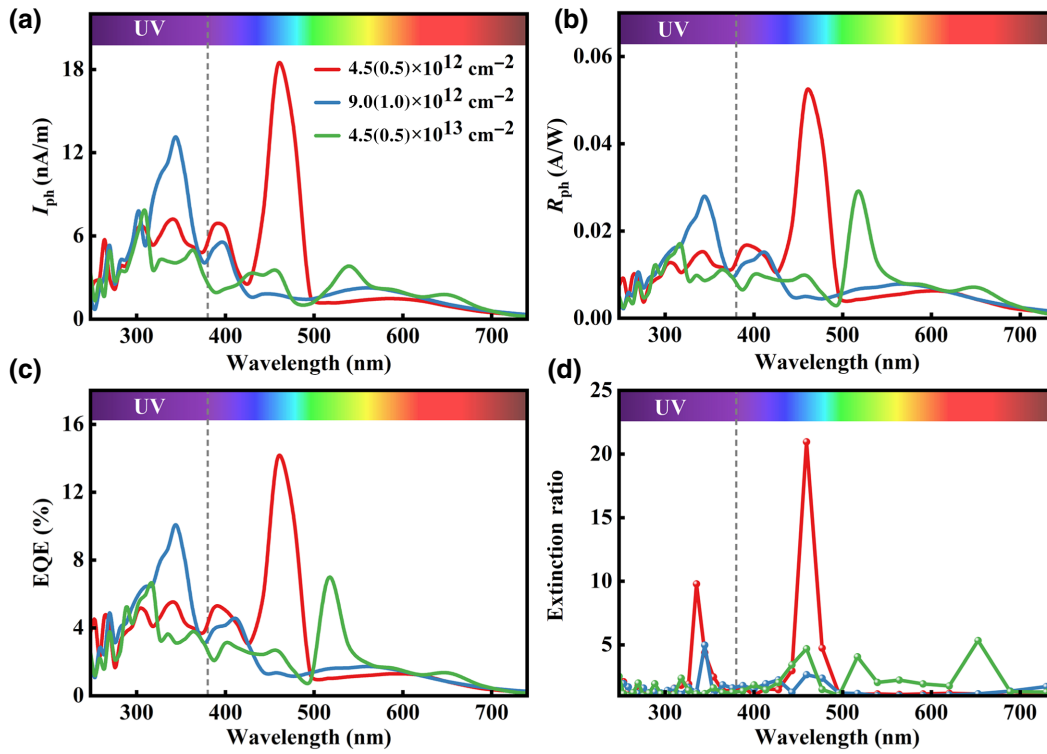 (a)
UV
18
12
6
0
I_ph (nA/m)
4.5(0.5)×10^12 cm^−2
9.0(1.0)×10^12 cm^−2
4.5(0.5)×10^13 cm^−2
300 400 500 600 700
Wavelength (nm)
(b)
UV
0.06
0.04
0.02
0.00
R_ph (A/W)
300 400 500 600 700
Wavelength (nm)
(c)
UV
16
12
8
4
0
EQE (%)
300 400 500 600 700
Wavelength (nm)
(d)
UV
25
20
15
10
5
Extinction ratio
300 400 500 600 700
Wavelength (nm)